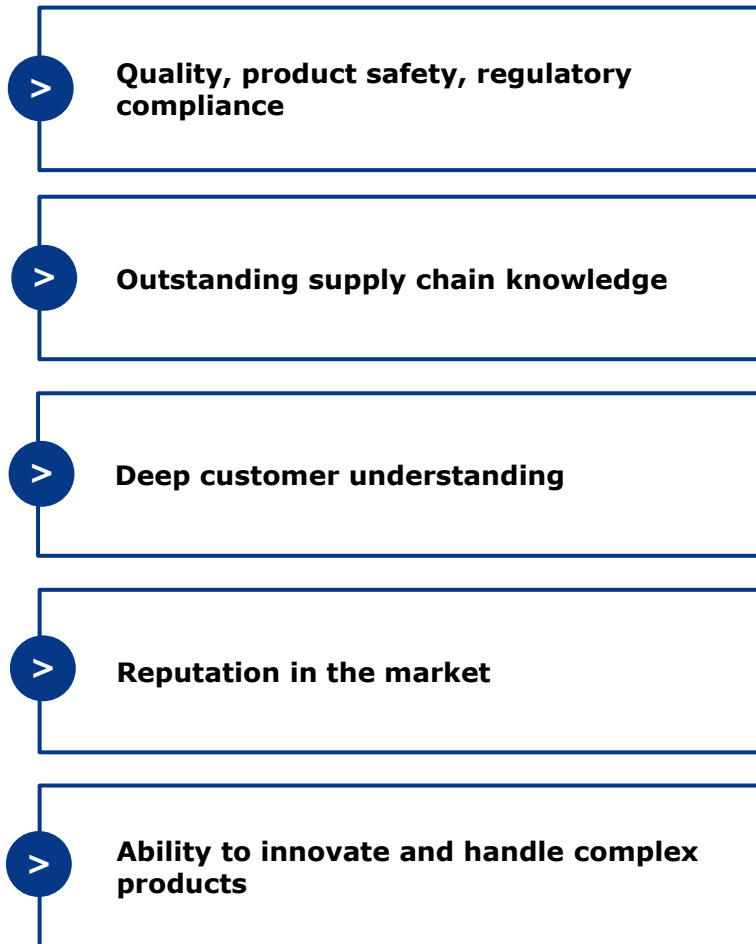 >
Quality, product safety, regulatory
compliance
>
Outstanding supply chain knowledge
>
Deep customer understanding
>
Reputation in the market
>
Ability to innovate and handle complex
products